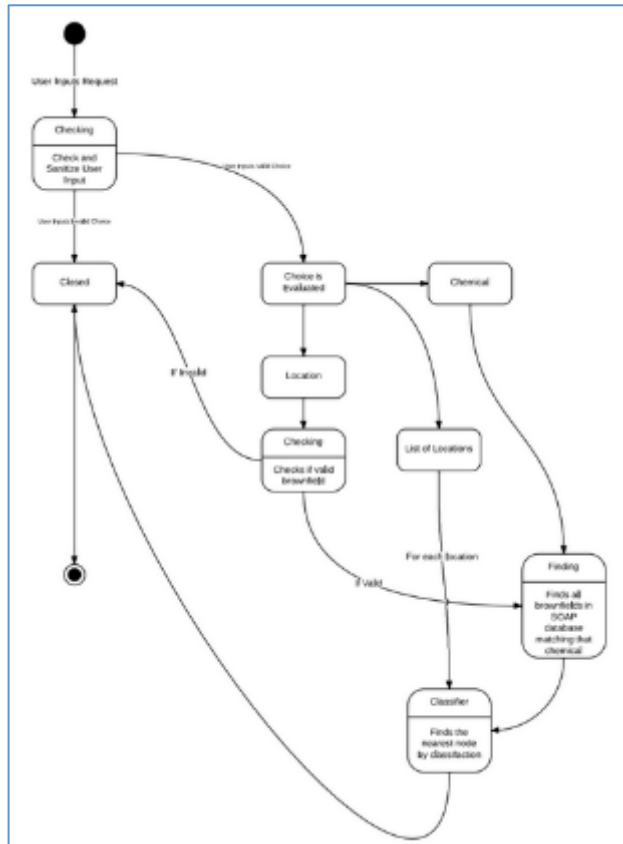 User Inputs Request
Checking
Check and
Sanitize User
Input
User Inputs Valid Choice
User Inputs Invalid Choice
Closed
Choice is
Evaluated
Chemical
If Invalid
Location
Checking
Checks if valid
brownfield
List of Locations
For each location
If Valid
Finding
Finds all
brownfields in
SOAP
database
matching that
chemical
Classifier
Finds the
nearest node
by classifaction